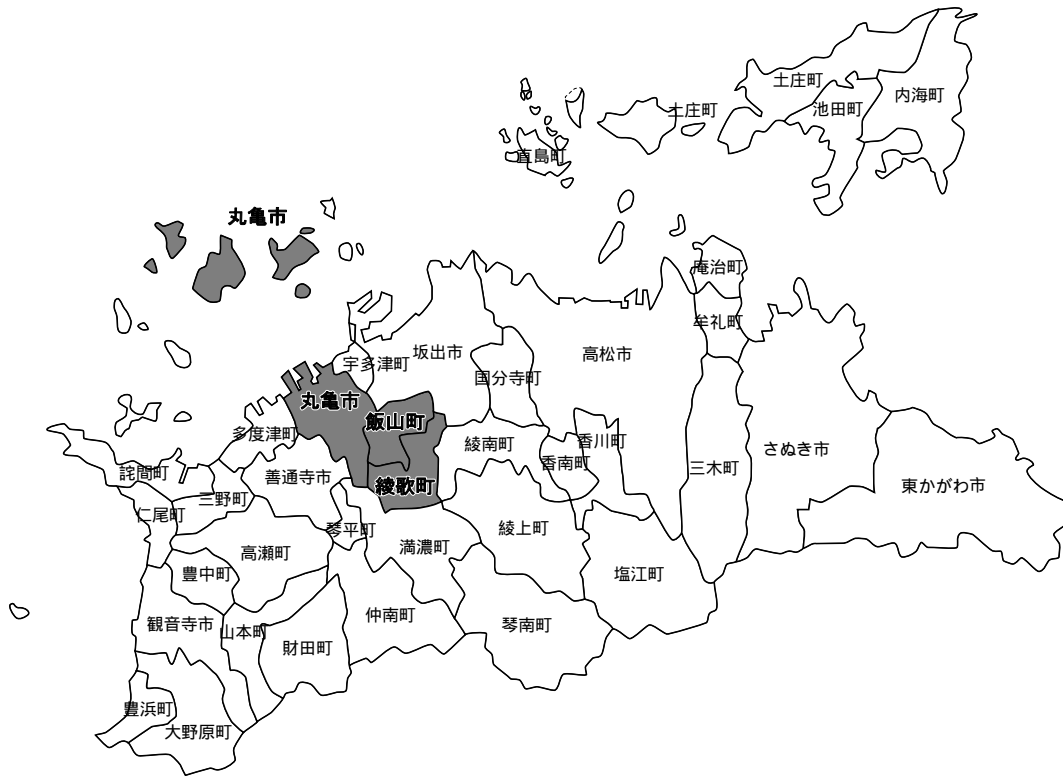 土庄町
内海町
池田町
土庄町
直島町
丸亀市
庵治町
牟礼町
宇多津町
坂出市
高松市
国分寺町
丸亀市
飯山町
多度津町
綾南町
香川町
香南町
さぬき市
三木町
詫間町
善通寺市
綾歌町
東かがわ市
三野町
仁尾町
琴平町
綾上町
高瀬町
満濃町
豊中町
塩江町
仲南町
観音寺市
山本町
琴南町
財田町
豊浜町
大野原町